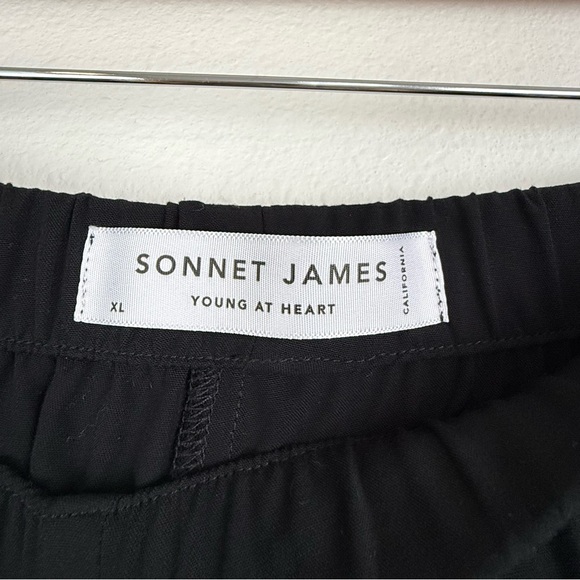 SONNET JAMES
XL
YOUNG AT HEART
CALIFORNIA